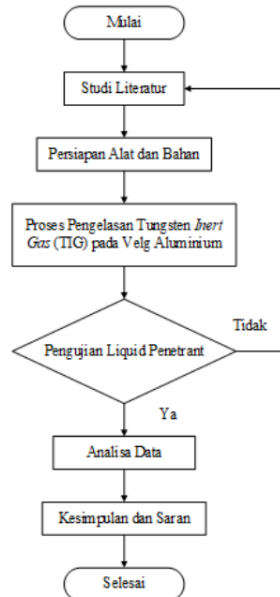 Mulai
Studi Literatur
Persiapan Alat dan Bahan
Proses Pengelasan Tungsten Inert
Gas (TIG) pada Velg Aluminium
Pengujian Liquid Penetrant
Tidak
Ya
Analisa Data
Kesimpulan dan Saran
Selesai